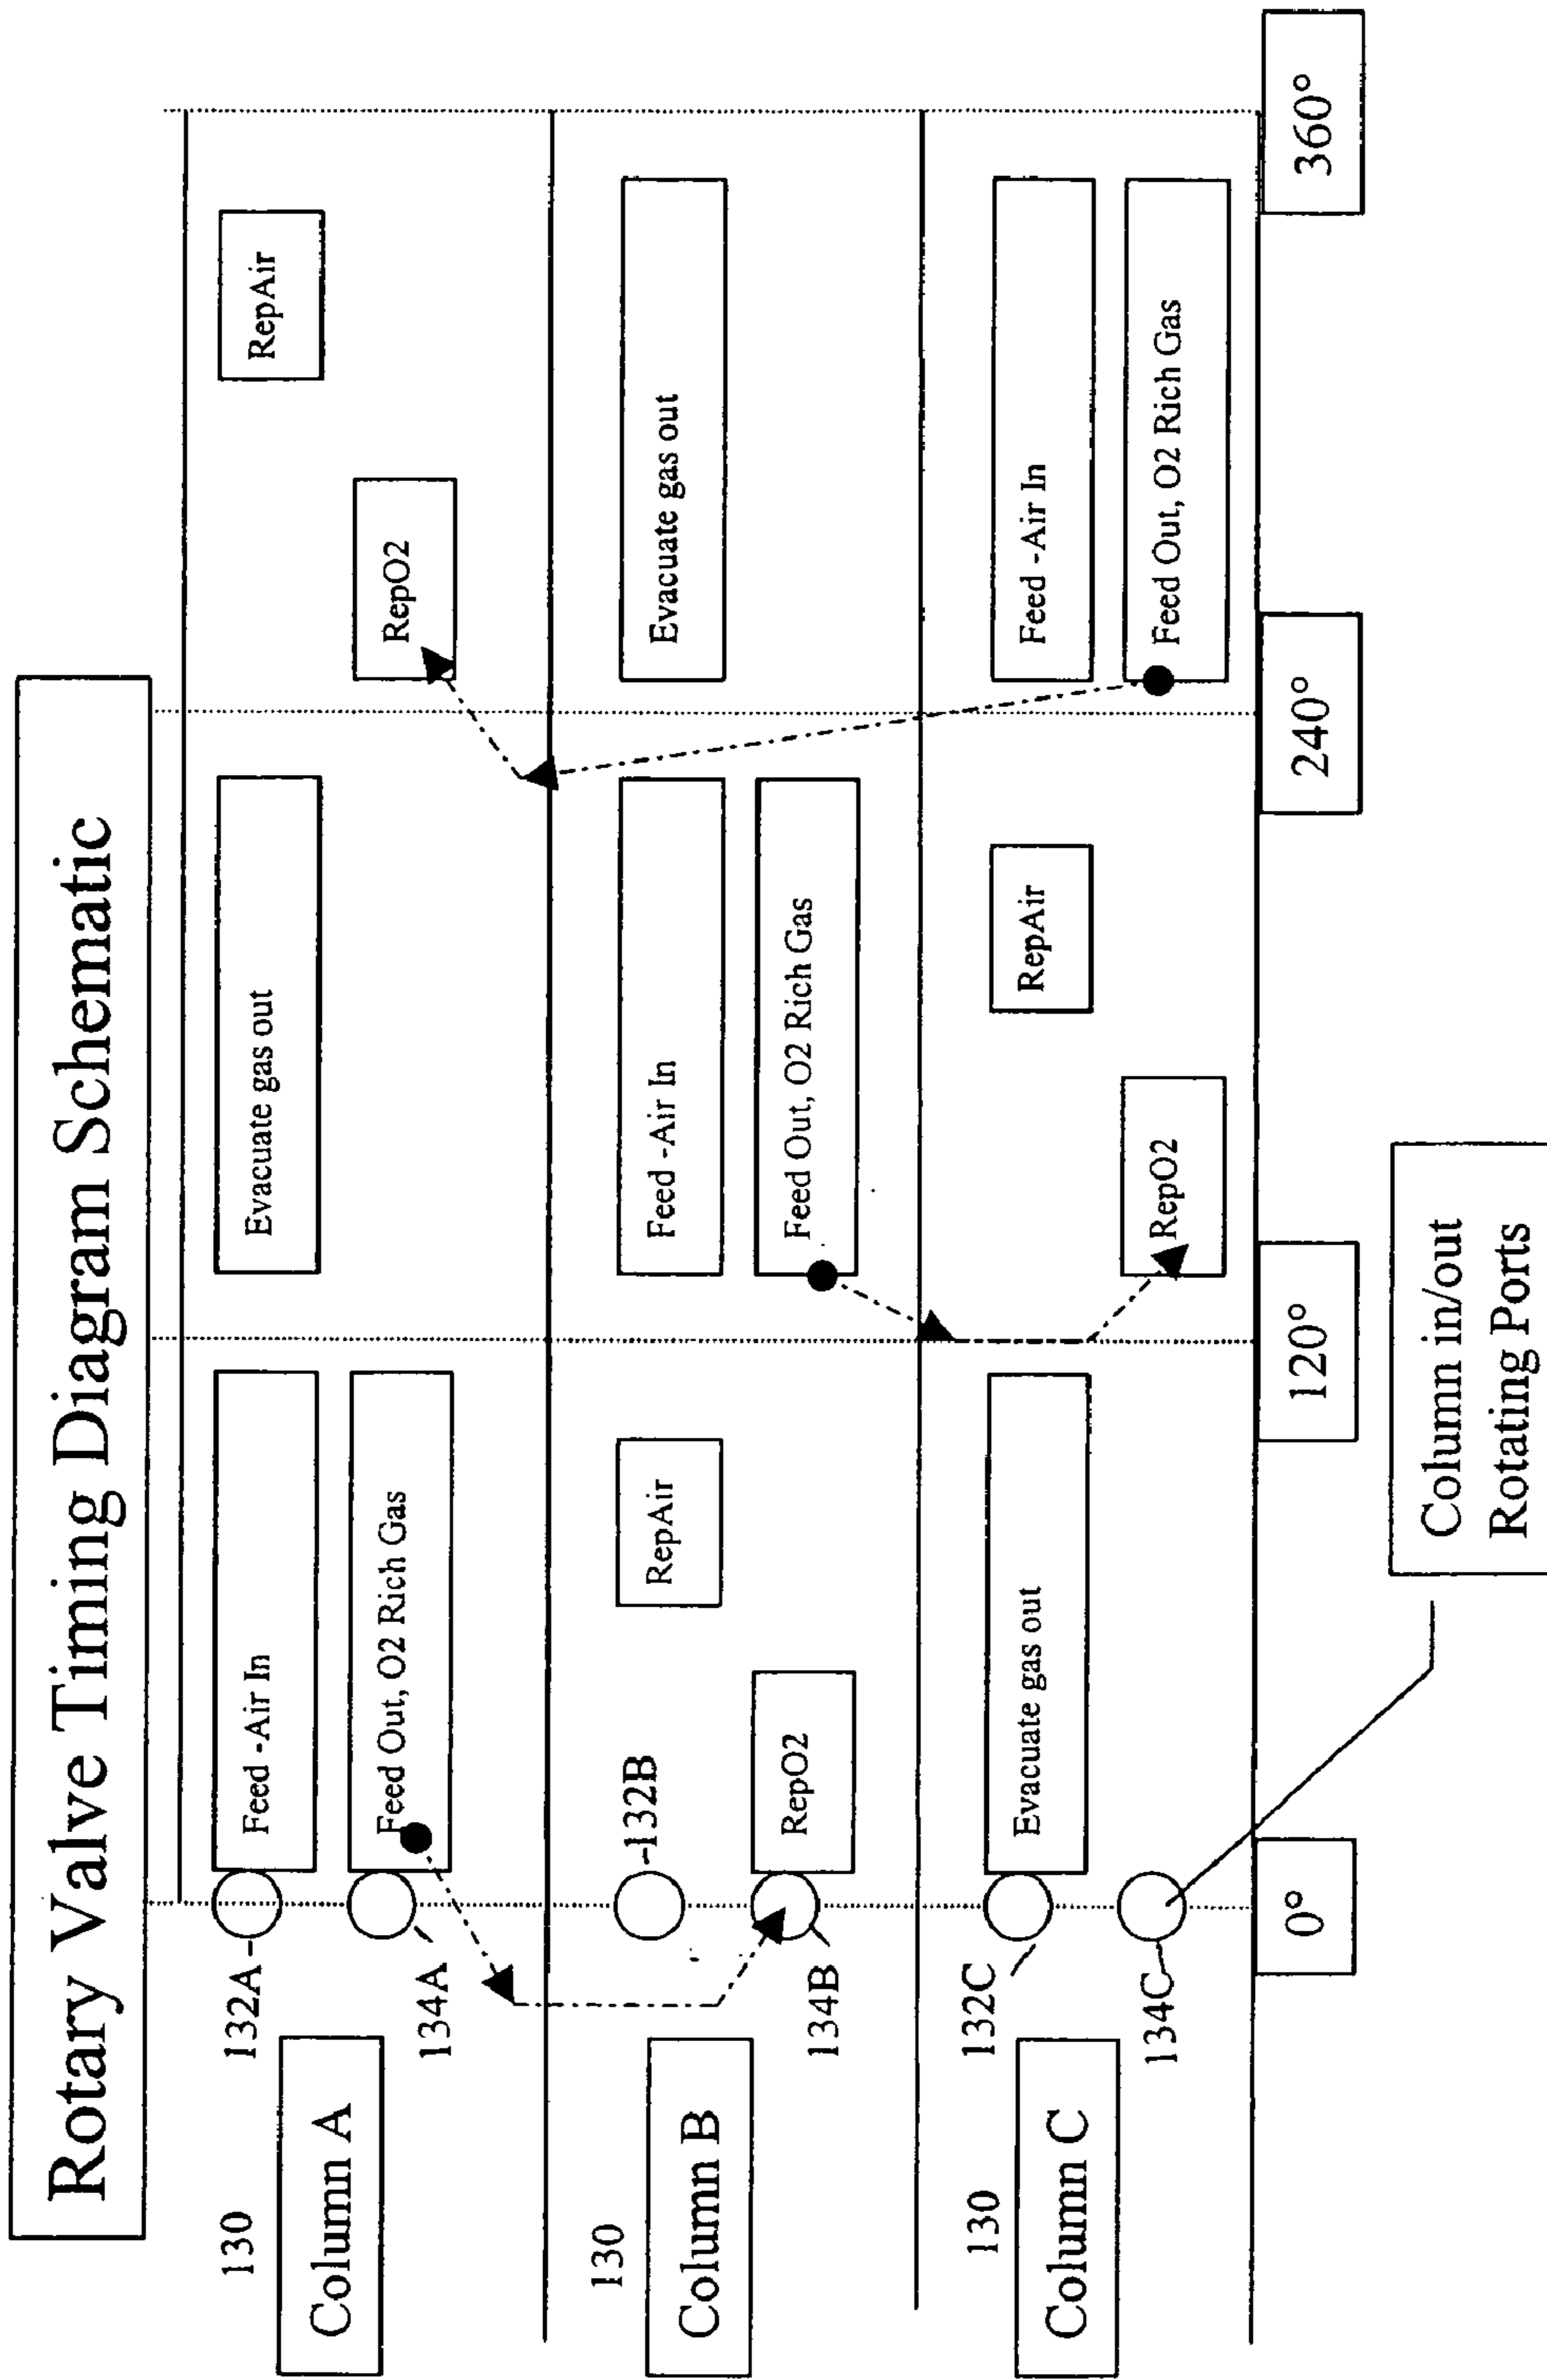 Rotary Valve Timing Diagram Schematic
130
Column A
132A
134A
Feed -Air In
Feed Out, O2 Rich Gas
Evacuate gas out
RepO2
RepAir
130
Column B
132B
134B
RepO2
RepAir
Feed -Air In
Feed Out, O2 Rich Gas
Evacuate gas out
130
Column C
132C
134C
Evacuate gas out
RepO2
RepAir
Feed -Air In
Feed Out, O2 Rich Gas
0°
120°
240°
360°
Column in/out
Rotating Ports